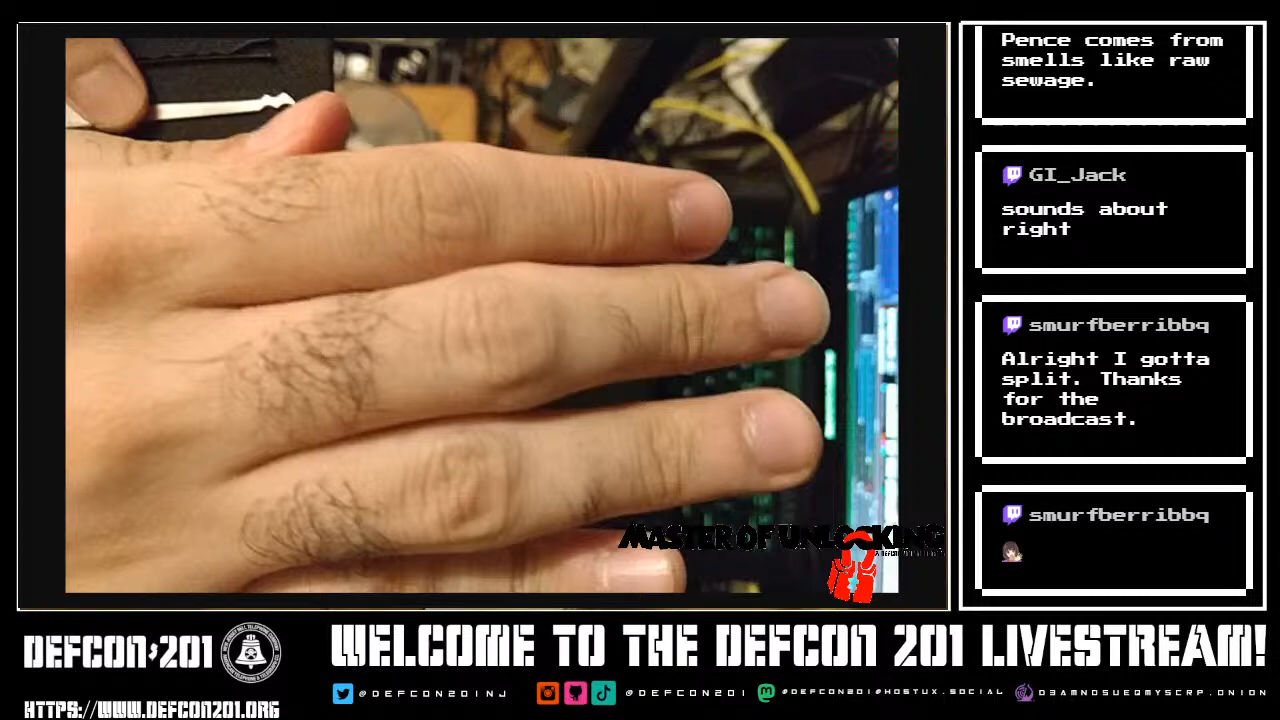 Pence comes from
smells like raw
sewage.
GI_Jack
sounds about
right
smurfberribbq
Alright I gotta
split. Thanks
for the
broadcast.
smurfberribbq
MASTER OF UNLOCKING
DEFCON 201
WELCOME TO THE DEFCON 201 LIVESTREAM!
@DEFCON201NJ
@DEFCON201
@DEFCON201@HOSTUX.SOCIAL
D3AMNOSUEQMYSCRP.ONION
HTTPS://WWW.DEFCON201.ORG